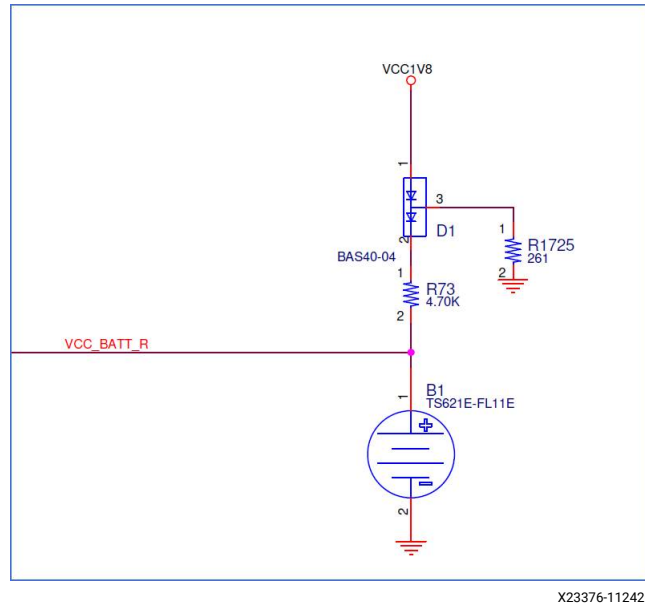 VCC1V8
1
3
D1
2
BAS40-04
1
R1725
261
2
1
R73
4.70K
2
VCC_BATT_R
B1
TS621E-FL11E
1
2
X23376-11242